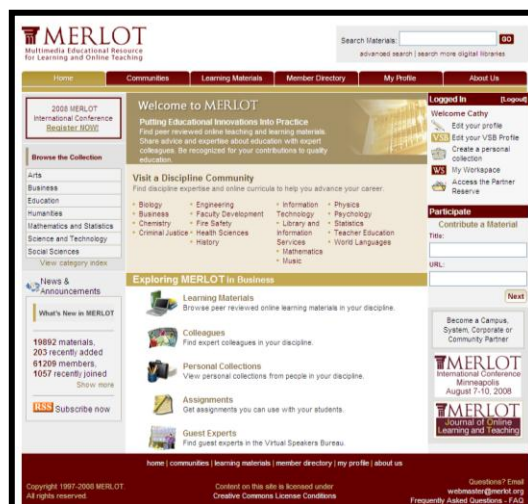 MERLOT
Multimedia Educational Resource
for Learning and Online Teaching
Search Materials:
GO
advanced search | search more digital libraries
Home
Communities
Learning Materials
Member Directory
My Profile
About Us
2008 MERLOT
International Conference
Register NOW!
Browse the Collection
Arts
Business
Education
Humanities
Mathematics and Statistics
Science and Technology
Social Sciences
View category index
News &
Announcements
What's New in MERLOT
19892 materials,
203 recently added
61209 members,
1057 recently joined
Show more
RSS Subscribe now
Welcome to MERLOT
Putting Educational Innovations Into Practice
Find peer reviewed online teaching and learning materials.
Share advice and expertise about education with expert
colleagues. Be recognized for your contributions to quality
education.
Visit a Discipline Community
Find discipline expertise and online curricula to help you advance your career.
Biology
Business
Chemistry
Criminal Justice
Engineering
Faculty Development
Fire Safety
Health Sciences
History
Information
Technology
Library and
Information
Services
Mathematics
Music
Physics
Psychology
Statistics
Teacher Education
World Languages
Exploring MERLOT in Business
Learning Materials
Browse peer reviewed online learning materials in your discipline.
Colleagues
Find expert colleagues in your discipline.
Personal Collections
View personal collections from people in your discipline.
Assignments
Get assignments you can use with your students.
Guest Experts
Find guest experts in the Virtual Speakers Bureau.
Logged In [Logout]
Welcome Cathy
Edit your profile
VSB Edit your VSB Profile
Create a personal
collection
WS My Workspace
Access the Partner
Reserve
Participate
Contribute a Material
Title:
URL:
Next
Become a Campus,
System, Corporate or
Community Partner
MERLOT
International Conference
Minneapolis
August 7-10, 2008
MERLOT
Journal of Online
Learning and Teaching
home | communities | learning materials | member directory | my profile | about us
Copyright 1997-2008 MERLOT.
All rights reserved.
Content on this site is licensed under
Creative Commons License Conditions
Questions? Email
webmaster@merlot.org
Frequently Asked Questions - FAQ